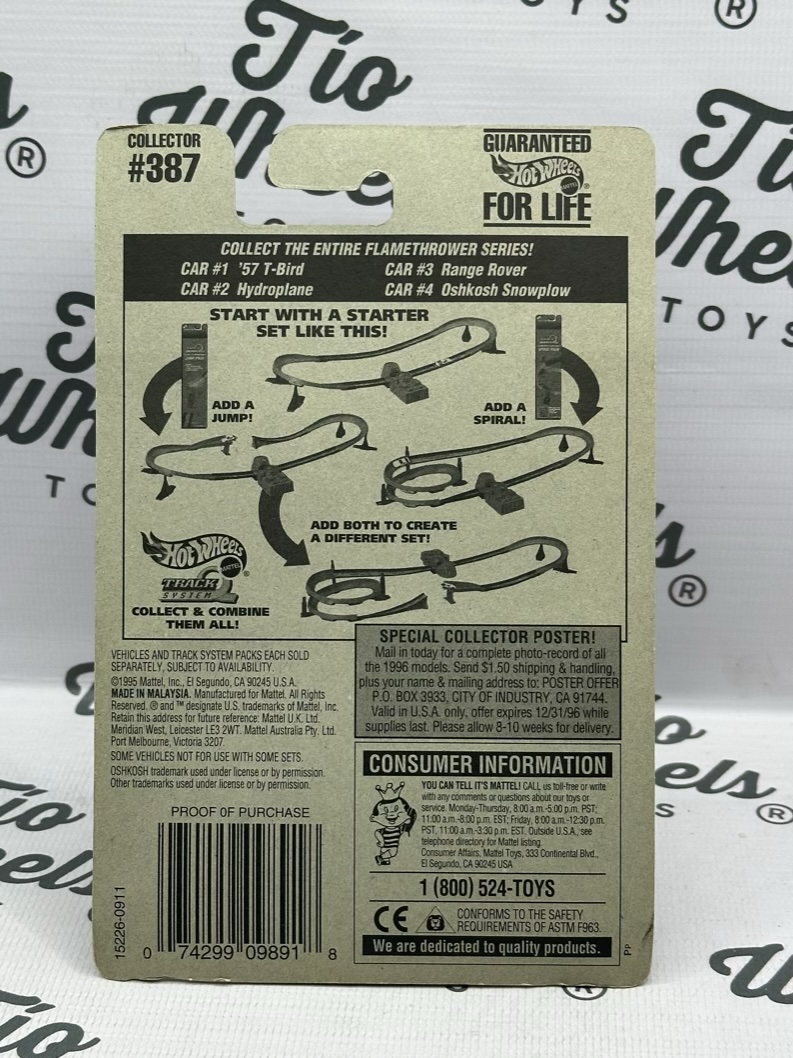 Tío
Wheels
TOYS
®
COLLECTOR
#387
GUARANTEED
HOT WHEELS
MATTEL
®
FOR LIFE
COLLECT THE ENTIRE FLAMETHROWER SERIES!
CAR #1 '57 T-Bird CAR #3 Range Rover
CAR #2 Hydroplane CAR #4 Oshkosh Snowplow
START WITH A STARTER
SET LIKE THIS!
ADD A
JUMP!
ADD A
SPIRAL!
ADD BOTH TO CREATE
A DIFFERENT SET!
HOT WHEELS
MATTEL
TRACK
SYSTEM
COLLECT & COMBINE
THEM ALL!
VEHICLES AND TRACK SYSTEM PACKS EACH SOLD
SEPARATELY, SUBJECT TO AVAILABILITY.
©1995 Mattel, Inc., El Segundo, CA 90245 U.S.A.
MADE IN MALAYSIA. Manufactured for Mattel. All Rights
Reserved. ® and ™ designate U.S. trademarks of Mattel, Inc.
Retain this address for future reference: Mattel U.K. Ltd.
Meridian West, Leicester LE3 2WT. Mattel Australia Pty. Ltd.
Port Melbourne, Victoria 3207.
SOME VEHICLES NOT FOR USE WITH SOME SETS.
OSHKOSH trademark used under license or by permission.
Other trademarks used under license or by permission.
SPECIAL COLLECTOR POSTER!
Mail in today for a complete photo-record of all
the 1996 models. Send $1.50 shipping & handling,
plus your name & mailing address to: POSTER OFFER
P.O. BOX 3933, CITY OF INDUSTRY, CA 91744.
Valid in U.S.A. only, offer expires 12/31/96 while
supplies last. Please allow 8-10 weeks for delivery.
CONSUMER INFORMATION
YOU CAN TELL IT'S MATTEL! CALL us toll-free or write
with any comments or questions about our toys or
service. Monday-Thursday, 8:00 a.m.-5:00 p.m. PST;
11:00 a.m.-8:00 p.m. EST; Friday, 8:00 a.m.-12:30 p.m.
PST, 11:00 a.m.-3:30 p.m. EST. Outside U.S.A., see
telephone directory for Mattel listing.
Consumer Affairs, Mattel Toys, 333 Continental Blvd.,
El Segundo, CA 90245 USA
1 (800) 524-TOYS
CE CONFORMS TO THE SAFETY
REQUIREMENTS OF ASTM F963.
We are dedicated to quality products.
PP
PROOF OF PURCHASE
15226-0911
0 74299 09891 8